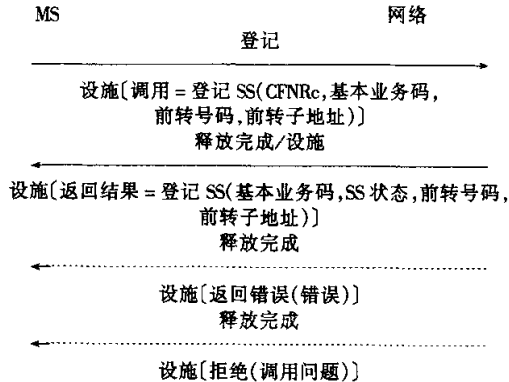 MS 网络
登记
设施〔调用=登记 SS(CFNRc,基本业务码,
前转号码,前转子地址)〕
释放完成/设施
设施〔返回结果=登记 SS(基本业务码,SS 状态,前转号码,
前转子地址)〕
释放完成
设施〔返回错误(错误)〕
释放完成
设施〔拒绝(调用问题)〕